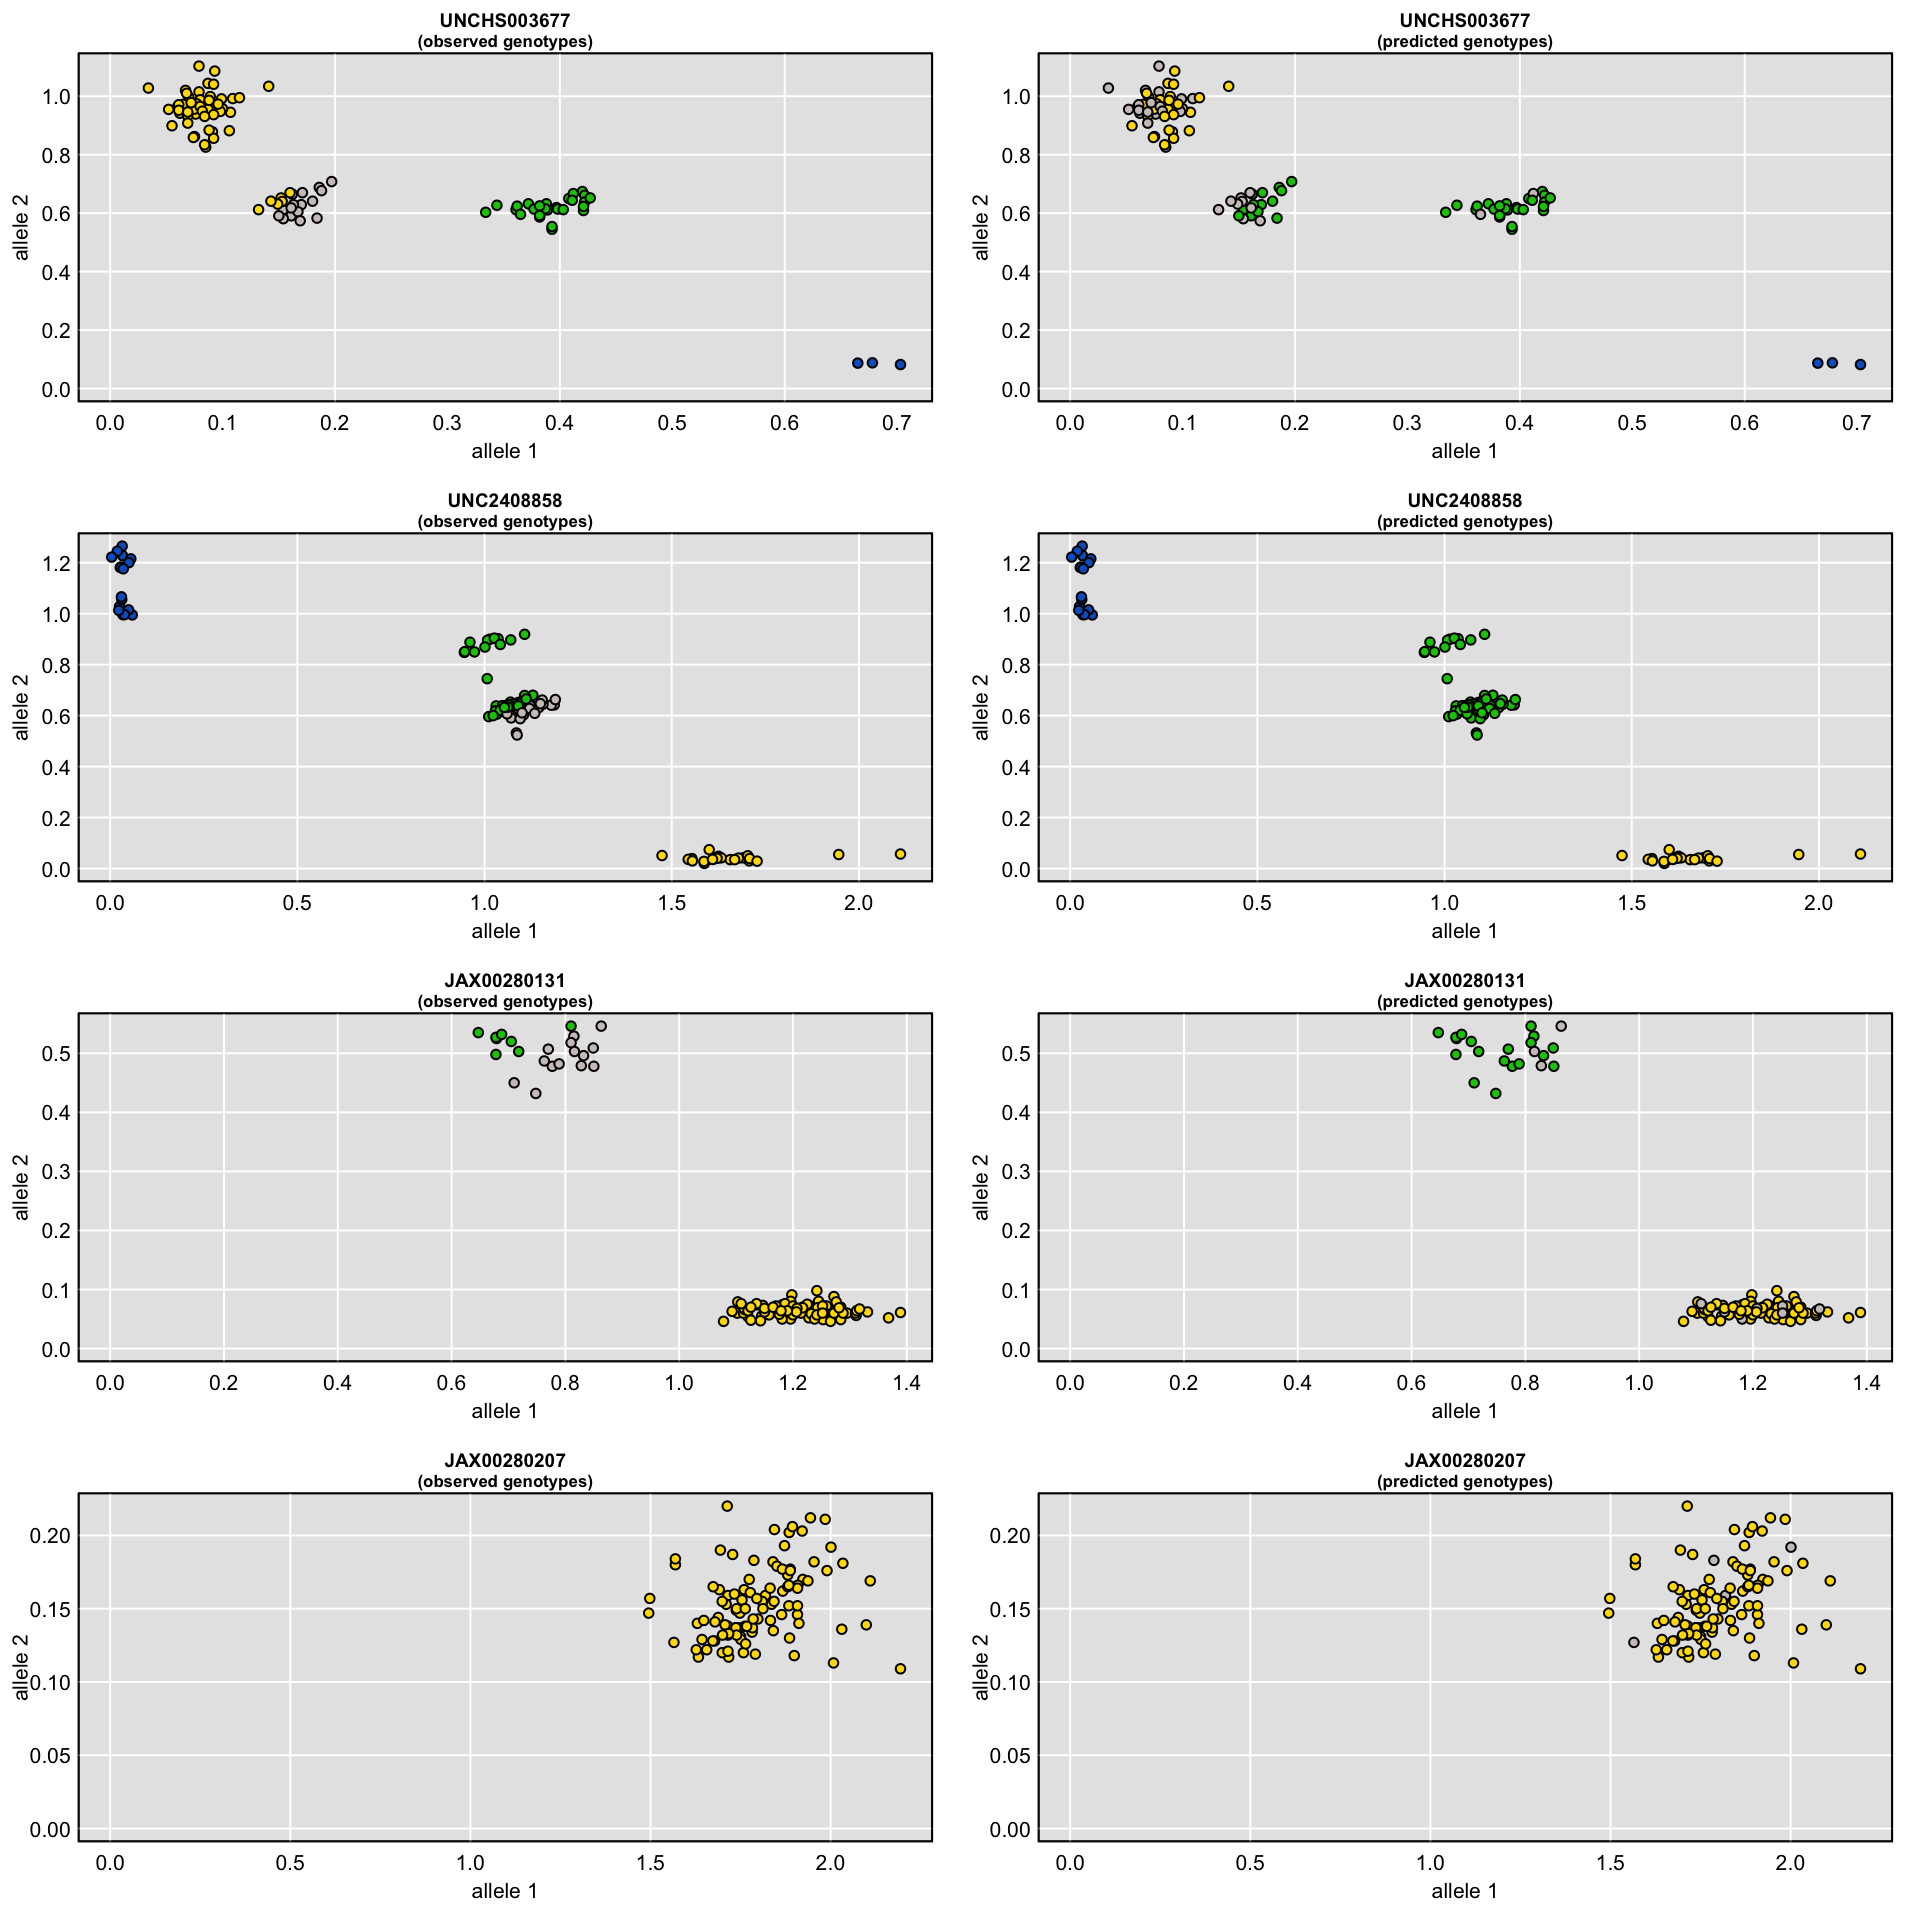 UNCHS003677
(observed genotypes)
1.0
0.8
0.6
0.4
0.2
0.0
allele 2
0.0 0.1 0.2 0.3 0.4 0.5 0.6 0.7
allele 1
UNCHS003677
(predicted genotypes)
1.0
0.8
0.6
0.4
0.2
0.0
allele 2
0.0 0.1 0.2 0.3 0.4 0.5 0.6 0.7
allele 1
UNC2408858
(observed genotypes)
1.2
1.0
0.8
0.6
0.4
0.2
0.0
allele 2
0.0 0.5 1.0 1.5 2.0
allele 1
UNC2408858
(predicted genotypes)
1.2
1.0
0.8
0.6
0.4
0.2
0.0
allele 2
0.0 0.5 1.0 1.5 2.0
allele 1
JAX00280131
(observed genotypes)
0.5
0.4
0.3
0.2
0.1
0.0
allele 2
0.0 0.2 0.4 0.6 0.8 1.0 1.2 1.4
allele 1
JAX00280131
(predicted genotypes)
0.5
0.4
0.3
0.2
0.1
0.0
allele 2
0.0 0.2 0.4 0.6 0.8 1.0 1.2 1.4
allele 1
JAX00280207
(observed genotypes)
0.20
0.15
0.10
0.05
0.00
allele 2
0.0 0.5 1.0 1.5 2.0
allele 1
JAX00280207
(predicted genotypes)
0.20
0.15
0.10
0.05
0.00
allele 2
0.0 0.5 1.0 1.5 2.0
allele 1